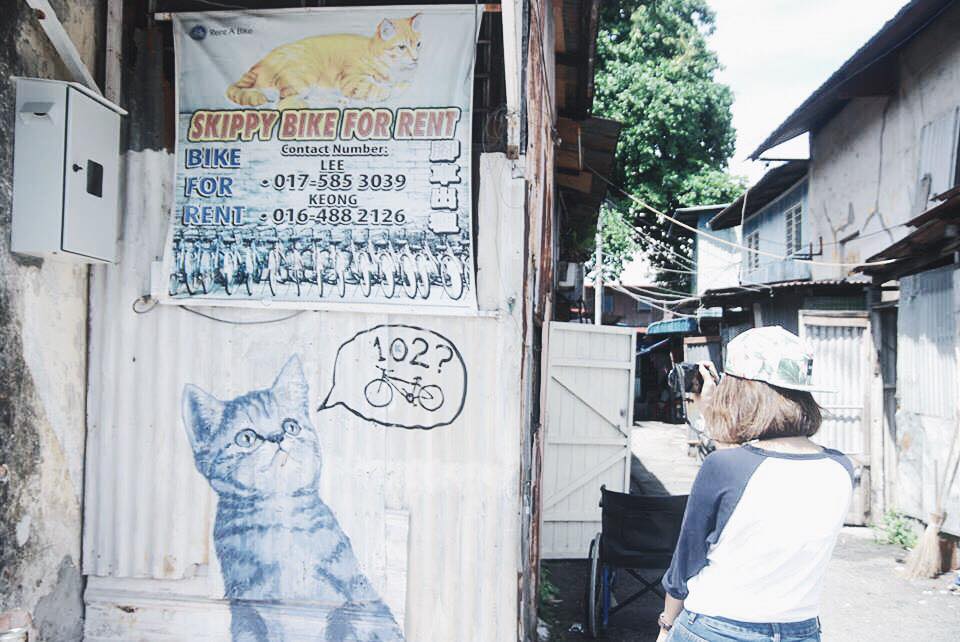 Rent A Bike
SKIPPY BIKE FOR RENT
BIKE
FOR
RENT
Contact Number:
LEE
• 017-585 3039
KEONG
• 016-488 2126
102?